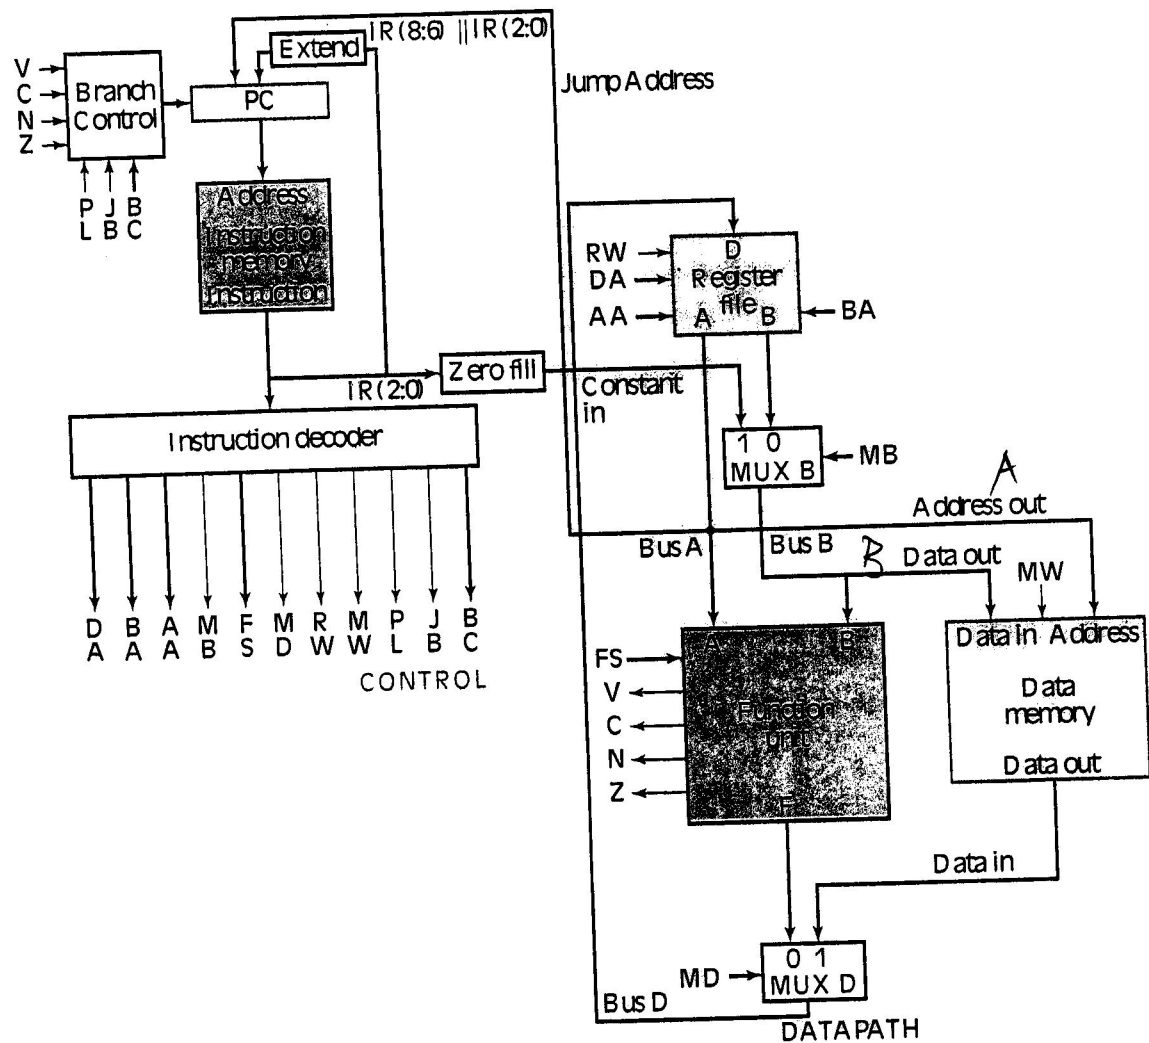 IR(8:6) || IR(2:0)
Extend
Jump Address
V
C
N
Z
Branch
Control
PC
P
L
J
B
B
C
Address
Instruction
memory
Instruction
RW
DA
AA
D
Register
file
A B
BA
IR(2:0)
Zero fill
Constant
in
Instruction decoder
1 0
MUX B
MB
A
Address out
Bus A
Bus B
B
Data out
MW
D
A
B
A
A
A
M
B
F
S
M
D
R
W
M
W
P
L
J
B
B
C
CONTROL
FS
V
C
N
Z
A B
Function
unit
F
Data in Address
Data
memory
Data out
Data in
0 1
MUX D
MD
Bus D
DATAPATH